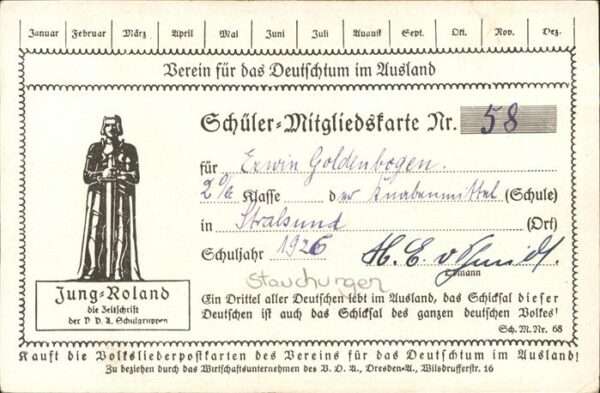 Januar Februar März April Mai Juni Juli August Sept. Okt. Nov. Dez.
Verein für das Deutschtum im Ausland
Schüler-Mitgliedskarte Nr. 58
für Erwin Goldenbogen.
2 Klasse der Knabenmittel (Schule)
in Stralsund (Ort)
Schuljahr 1926 H. E. v
Obmann
Stauchungen
Jung-Roland
die Zeitschrift
der V. D. A. Schulgruppen
Ein Drittel aller Deutschen lebt im Ausland, das Schicksal dieser
Deutschen ist auch das Schicksal des ganzen deutschen Volkes!
Sch. M. Nr. 68
Kauft die Volksliederpostkarten des Vereins für das Deutschtum im Ausland!
Zu beziehen durch das Wirtschaftsunternehmen des V. D. A., Dresden-A., Wilsdrufferstr. 16